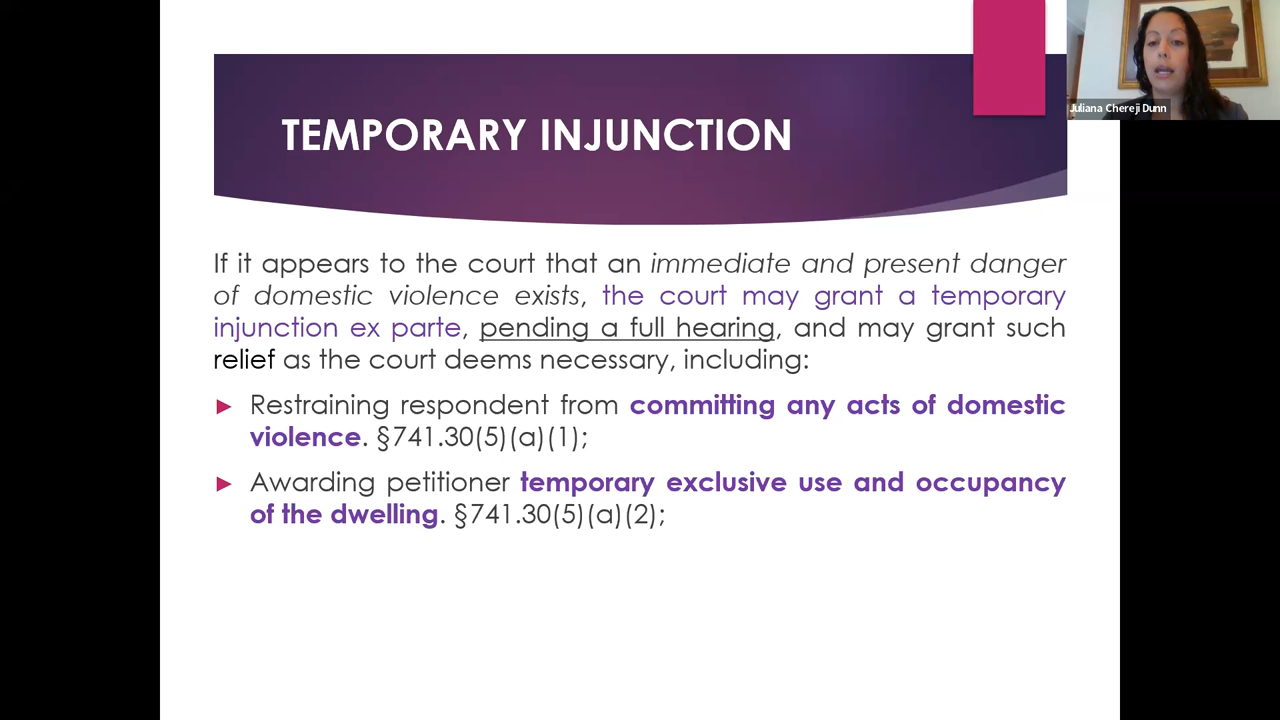 TEMPORARY INJUNCTION
Juliana Chereji Dunn
If it appears to the court that an immediate and present danger
of domestic violence exists, the court may grant a temporary
injunction ex parte, pending a full hearing, and may grant such
relief as the court deems necessary, including:
► Restraining respondent from committing any acts of domestic
violence. §741.30(5)(a)(1);
► Awarding petitioner temporary exclusive use and occupancy
of the dwelling. §741.30(5)(a)(2);